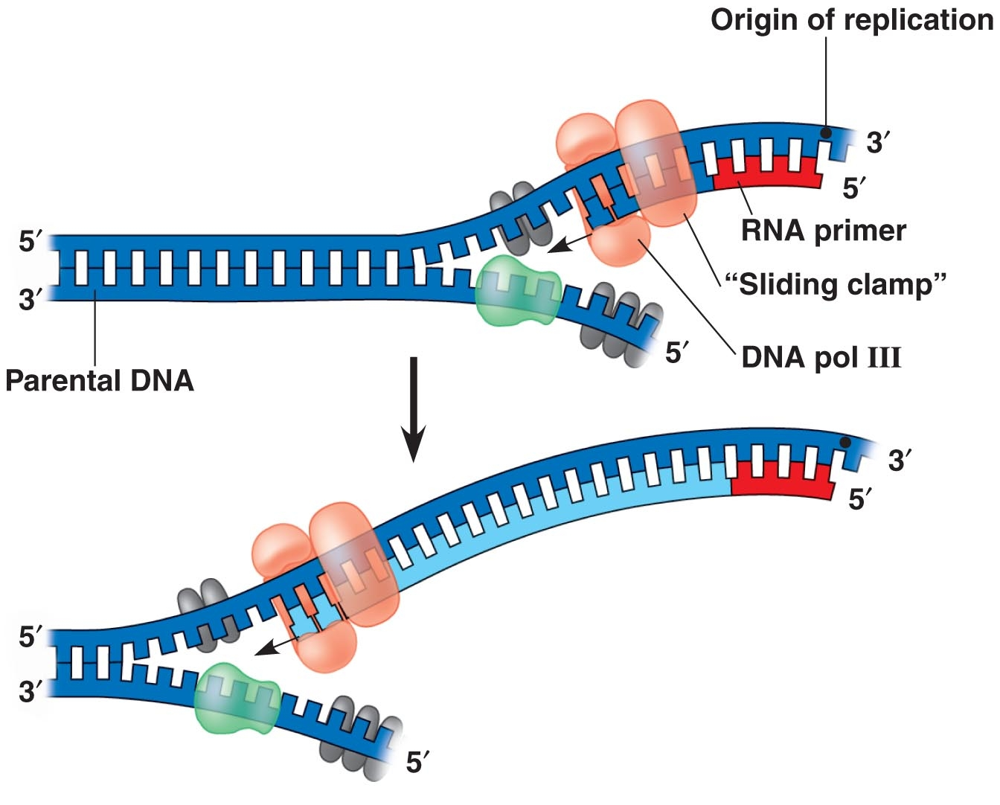 Origin of replication
3′
5′
RNA primer
“Sliding clamp”
DNA pol III
5′
3′
5′
Parental DNA
3′
5′
5′
3′
5′